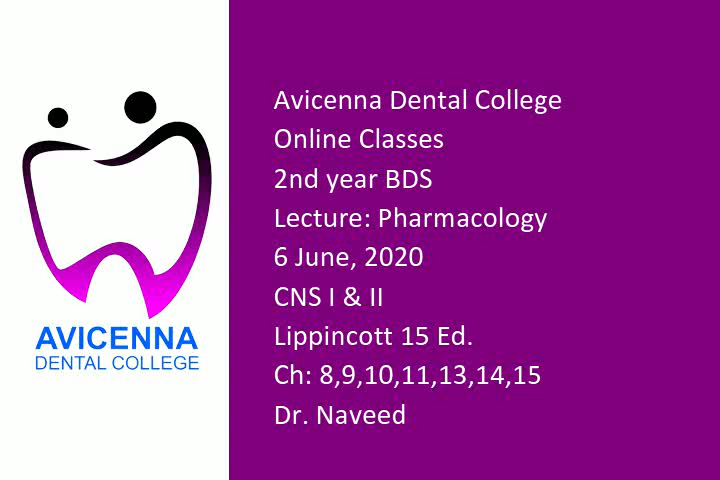 AVICENNA
DENTAL COLLEGE
Avicenna Dental College
Online Classes
2nd year BDS
Lecture: Pharmacology
6 June, 2020
CNS I & II
Lippincott 15 Ed.
Ch: 8,9,10,11,13,14,15
Dr. Naveed